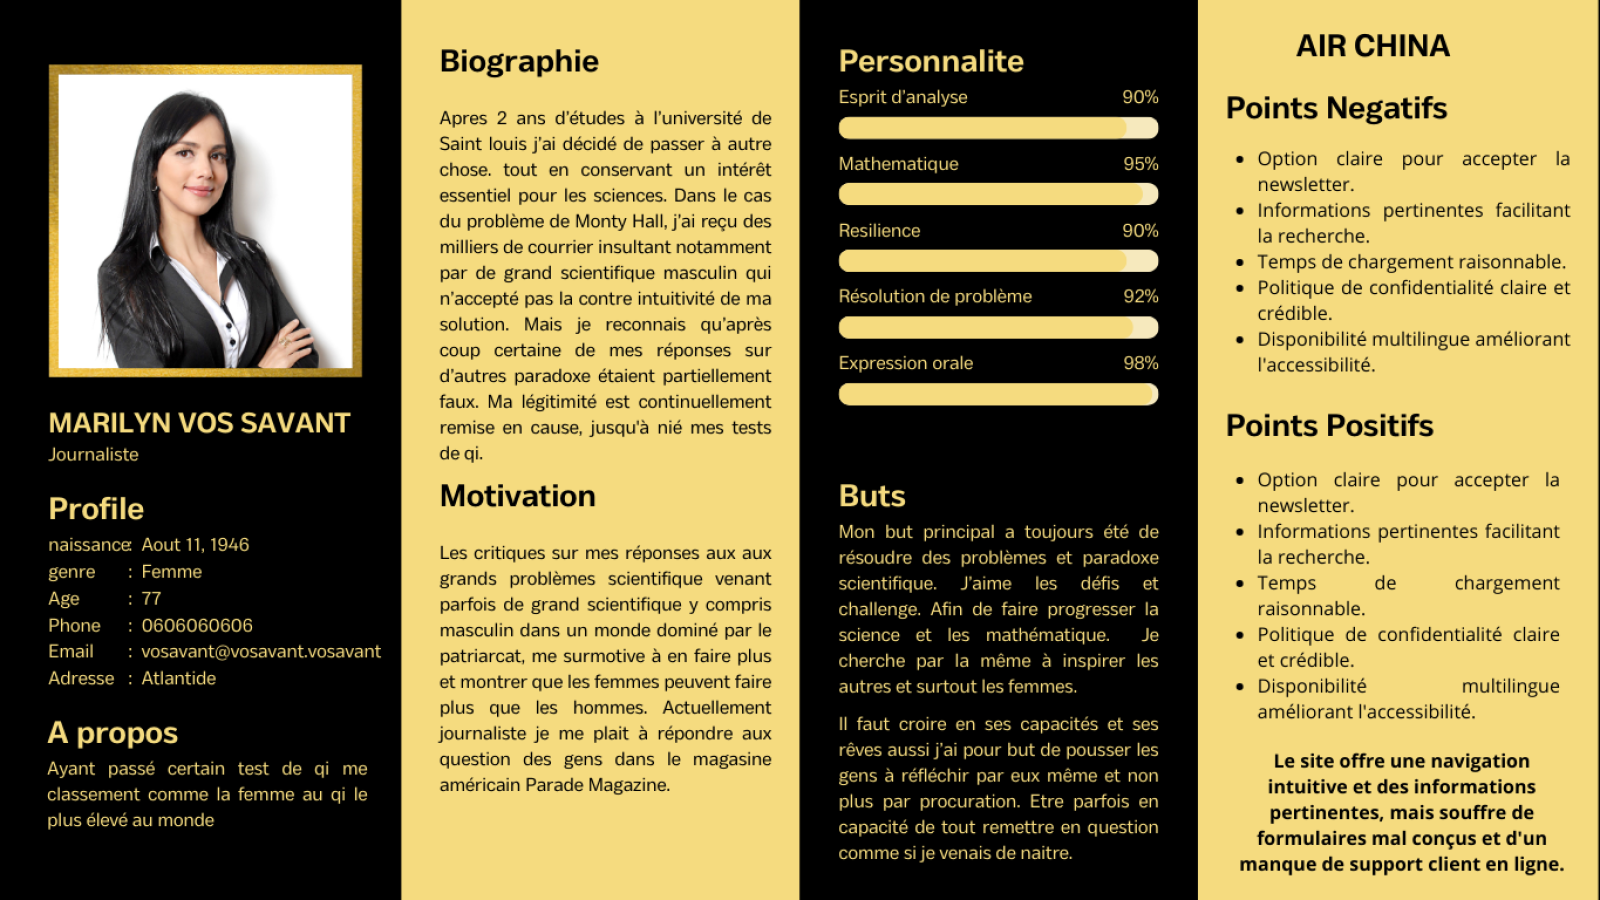 MARILYN VOS SAVANT
Journaliste
Profile
naissance: Aout 11, 1946
genre : Femme
Age : 77
Phone : 0606060606
Email : vosavant@vosavant.vosavant
Adresse : Atlantide
A propos
Ayant passé certain test de qi me
classement comme la femme au qi le
plus élevé au monde
Biographie
Apres 2 ans d'études à l'université de
Saint louis j'ai décidé de passer à autre
chose. tout en conservant un intérêt
essentiel pour les sciences. Dans le cas
du problème de Monty Hall, j'ai reçu des
milliers de courrier insultant notamment
par de grand scientifique masculin qui
n'accepté pas la contre intuitivité de ma
solution. Mais je reconnais qu'après
coup certaine de mes réponses sur
d'autres paradoxe étaient partiellement
faux. Ma légitimité est continuellement
remise en cause, jusqu'à nié mes tests
de qi.
Motivation
Les critiques sur mes réponses aux aux
grands problèmes scientifique venant
parfois de grand scientifique y compris
masculin dans un monde dominé par le
patriarcat, me surmotive à en faire plus
et montrer que les femmes peuvent faire
plus que les hommes. Actuellement
journaliste je me plait à répondre aux
question des gens dans le magasine
américain Parade Magazine.
Personnalite
Esprit d'analyse 90%
Mathematique 95%
Resilience 90%
Résolution de problème 92%
Expression orale 98%
Buts
Mon but principal a toujours été de
résoudre des problèmes et paradoxe
scientifique. J'aime les défis et
challenge. Afin de faire progresser la
science et les mathématique. Je
cherche par la même à inspirer les
autres et surtout les femmes.
Il faut croire en ses capacités et ses
rêves aussi j'ai pour but de pousser les
gens à réfléchir par eux même et non
plus par procuration. Etre parfois en
capacité de tout remettre en question
comme si je venais de naitre.
AIR CHINA
Points Negatifs
• Option claire pour accepter la
newsletter.
• Informations pertinentes facilitant
la recherche.
• Temps de chargement raisonnable.
• Politique de confidentialité claire et
crédible.
• Disponibilité multilingue améliorant
l'accessibilité.
Points Positifs
• Option claire pour accepter la
newsletter.
• Informations pertinentes facilitant
la recherche.
• Temps de chargement
raisonnable.
• Politique de confidentialité claire
et crédible.
• Disponibilité multilingue
améliorant l'accessibilité.
Le site offre une navigation
intuitive et des informations
pertinentes, mais souffre de
formulaires mal conçus et d'un
manque de support client en ligne.